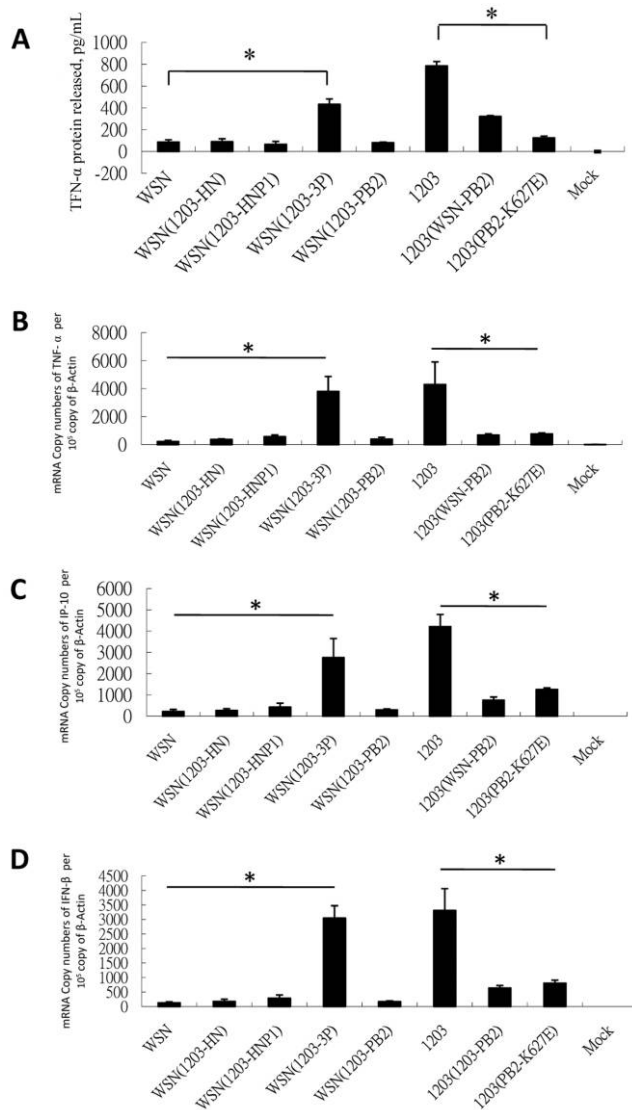 A
TFN-α protein released, pg/mL
1000
800
600
400
200
0
-200
*
*
WSN
WSN(1203-HN)
WSN(1203-HNP1)
WSN(1203-3P)
WSN(1203-PB2)
1203
1203(WSN-PB2)
1203(PB2-K627E)
Mock
B
mRNA Copy numbers of TNF- α per
10⁵ copy of β-Actin
8000
6000
4000
2000
0
*
*
WSN
WSN(1203-HN)
WSN(1203-HNP1)
WSN(1203-3P)
WSN(1203-PB2)
1203
1203(WSN-PB2)
1203(PB2-K627E)
Mock
C
mRNA Copy numbers of IP-10 per
10⁵ copy of β-Actin
6000
5000
4000
3000
2000
1000
0
*
*
WSN
WSN(1203-HN)
WSN(1203-HNP1)
WSN(1203-3P)
WSN(1203-PB2)
1203
1203(WSN-PB2)
1203(PB2-K627E)
Mock
D
mRNA Copy numbers of IFN-β per
10⁵ copy of β-Actin
4500
4000
3500
3000
2500
2000
1500
1000
500
0
*
*
WSN
WSN(1203-HN)
WSN(1203-HNP1)
WSN(1203-3P)
WSN(1203-PB2)
1203
1203(1203-PB2)
1203(PB2-K627E)
Mock